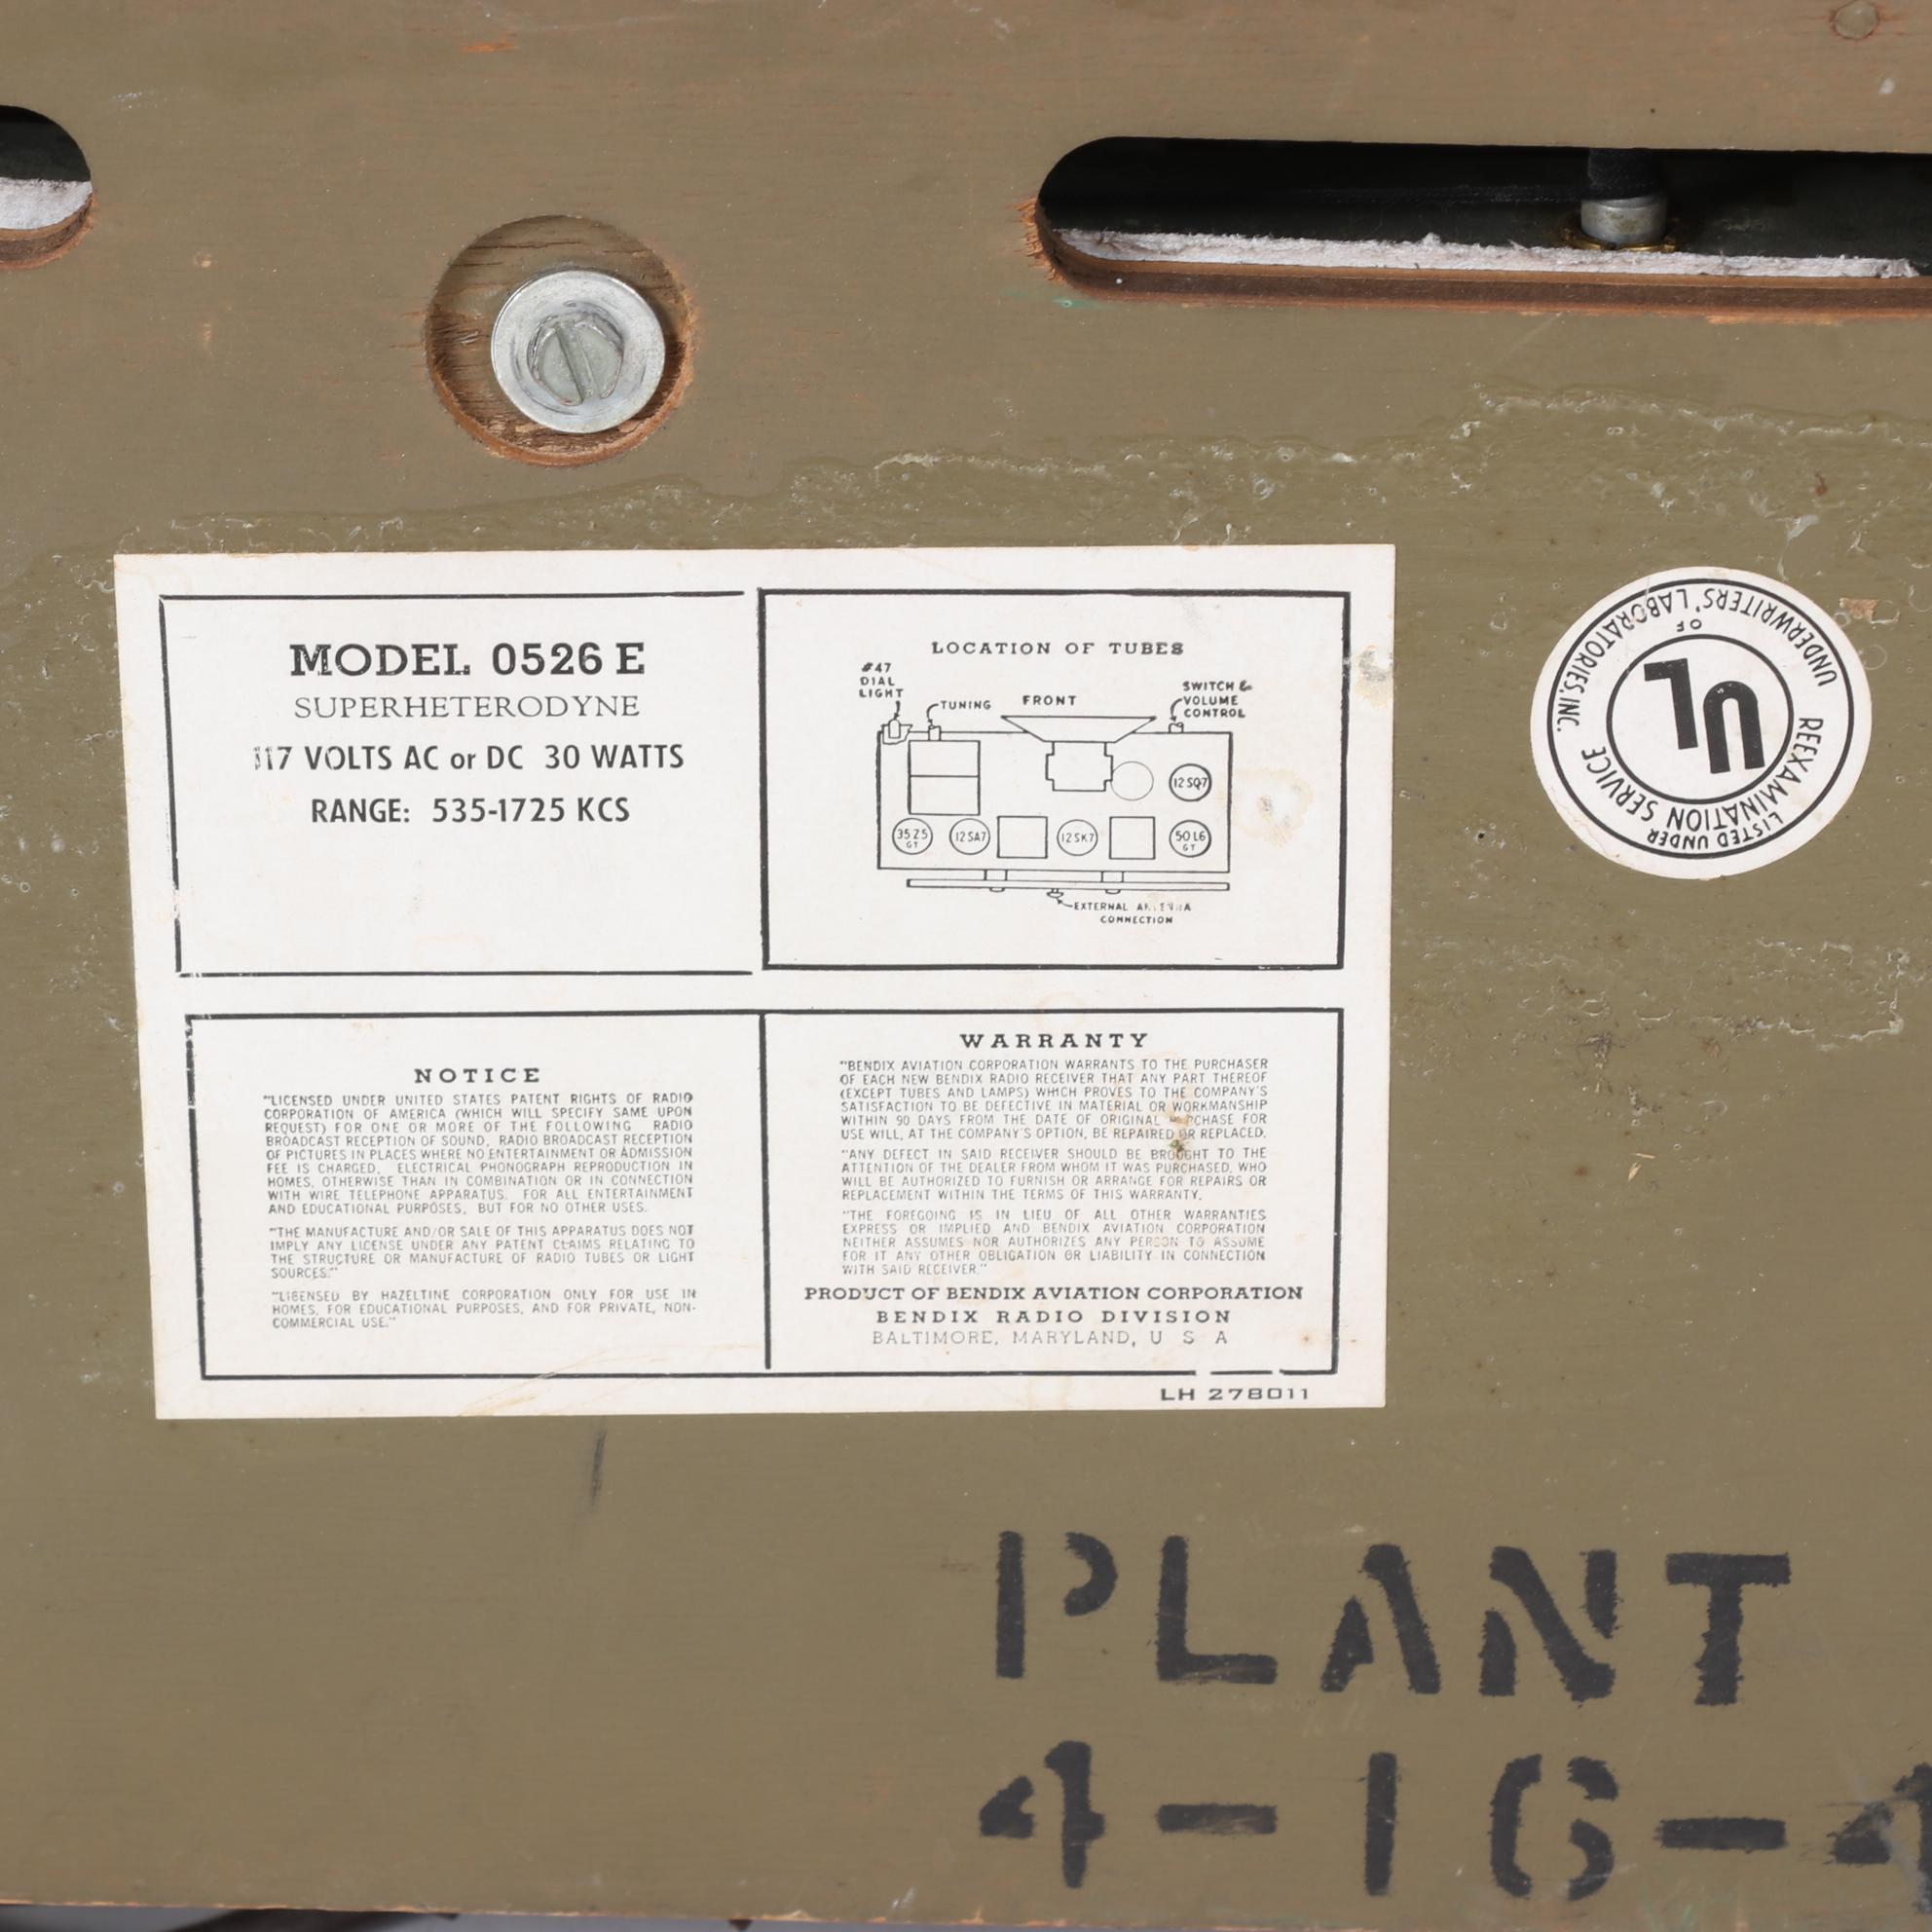 MODEL 0526 E
SUPERHETERODYNE
117 VOLTS AC or DC 30 WATTS
RANGE: 535-1725 KCS
LOCATION OF TUBES
#47
DIAL
LIGHT
TUNING
FRONT
SWITCH &
VOLUME
CONTROL
12SQ7
35Z5
GT
12SA7
12SK7
50L6
GT
EXTERNAL ANTENNA
CONNECTION
NOTICE
"LICENSED UNDER UNITED STATES PATENT RIGHTS OF RADIO
CORPORATION OF AMERICA (WHICH WILL SPECIFY SAME UPON
REQUEST) FOR ONE OR MORE OF THE FOLLOWING RADIO
BROADCAST RECEPTION OF SOUND, RADIO BROADCAST RECEPTION
OF PICTURES IN PLACES WHERE NO ENTERTAINMENT OR ADMISSION
FEE IS CHARGED, ELECTRICAL PHONOGRAPH REPRODUCTION IN
HOMES, OTHERWISE THAN IN COMBINATION OR IN CONNECTION
WITH WIRE TELEPHONE APPARATUS. FOR ALL ENTERTAINMENT
AND EDUCATIONAL PURPOSES, BUT FOR NO OTHER USES.
"THE MANUFACTURE AND/OR SALE OF THIS APPARATUS DOES NOT
IMPLY ANY LICENSE UNDER ANY PATENT CLAIMS RELATING TO
THE STRUCTURE OR MANUFACTURE OF RADIO TUBES OR LIGHT
SOURCES."
"LICENSED BY HAZELTINE CORPORATION ONLY FOR USE IN
HOMES, FOR EDUCATIONAL PURPOSES, AND FOR PRIVATE, NON-
COMMERCIAL USE."
WARRANTY
"BENDIX AVIATION CORPORATION WARRANTS TO THE PURCHASER
OF EACH NEW BENDIX RADIO RECEIVER THAT ANY PART THEREOF
(EXCEPT TUBES AND LAMPS) WHICH PROVES TO THE COMPANY'S
SATISFACTION TO BE DEFECTIVE IN MATERIAL OR WORKMANSHIP
WITHIN 90 DAYS FROM THE DATE OF ORIGINAL PURCHASE FOR
USE WILL, AT THE COMPANY'S OPTION, BE REPAIRED OR REPLACED.
"ANY DEFECT IN SAID RECEIVER SHOULD BE BROUGHT TO THE
ATTENTION OF THE DEALER FROM WHOM IT WAS PURCHASED, WHO
WILL BE AUTHORIZED TO FURNISH OR ARRANGE FOR REPAIRS OR
REPLACEMENT WITHIN THE TERMS OF THIS WARRANTY.
"THE FOREGOING IS IN LIEU OF ALL OTHER WARRANTIES
EXPRESS OR IMPLIED AND BENDIX AVIATION CORPORATION
NEITHER ASSUMES NOR AUTHORIZES ANY PERSON TO ASSUME
FOR IT ANY OTHER OBLIGATION OR LIABILITY IN CONNECTION
WITH SAID RECEIVER."
PRODUCT OF BENDIX AVIATION CORPORATION
BENDIX RADIO DIVISION
BALTIMORE, MARYLAND, U S A
LH 278011
LISTED UNDER
REEXAMINATION SERVICE
OF
UNDERWRITERS' LABORATORIES, INC.
UL
PLANT
4-16-4